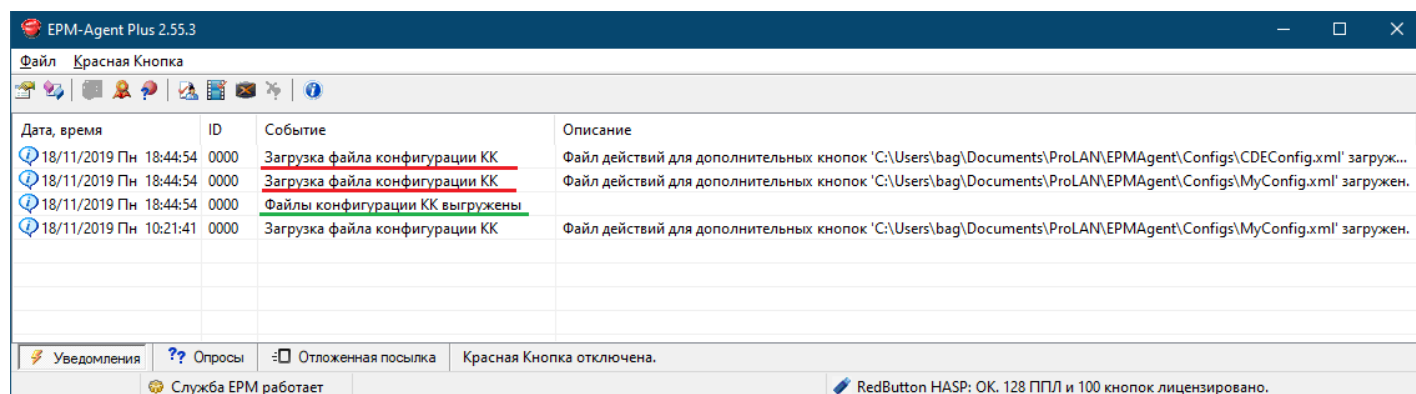 EPM-Agent Plus 2.55.3
Файл Красная Кнопка
Дата, время ID Событие Описание
18/11/2019 Пн 18:44:54 0000 Загрузка файла конфигурации КК Файл действий для дополнительных кнопок 'C:\Users\bag\Documents\ProLAN\EPMAgent\Configs\CDEConfig.xml' загруж...
18/11/2019 Пн 18:44:54 0000 Загрузка файла конфигурации КК Файл действий для дополнительных кнопок 'C:\Users\bag\Documents\ProLAN\EPMAgent\Configs\MyConfig.xml' загружен.
18/11/2019 Пн 18:44:54 0000 Файлы конфигурации КК выгружены
18/11/2019 Пн 10:21:41 0000 Загрузка файла конфигурации КК Файл действий для дополнительных кнопок 'C:\Users\bag\Documents\ProLAN\EPMAgent\Configs\MyConfig.xml' загружен.
Уведомления ?? Опросы Отложенная посылка Красная Кнопка отключена.
Служба EPM работает RedButton HASP: OK. 128 ППЛ и 100 кнопок лицензировано.